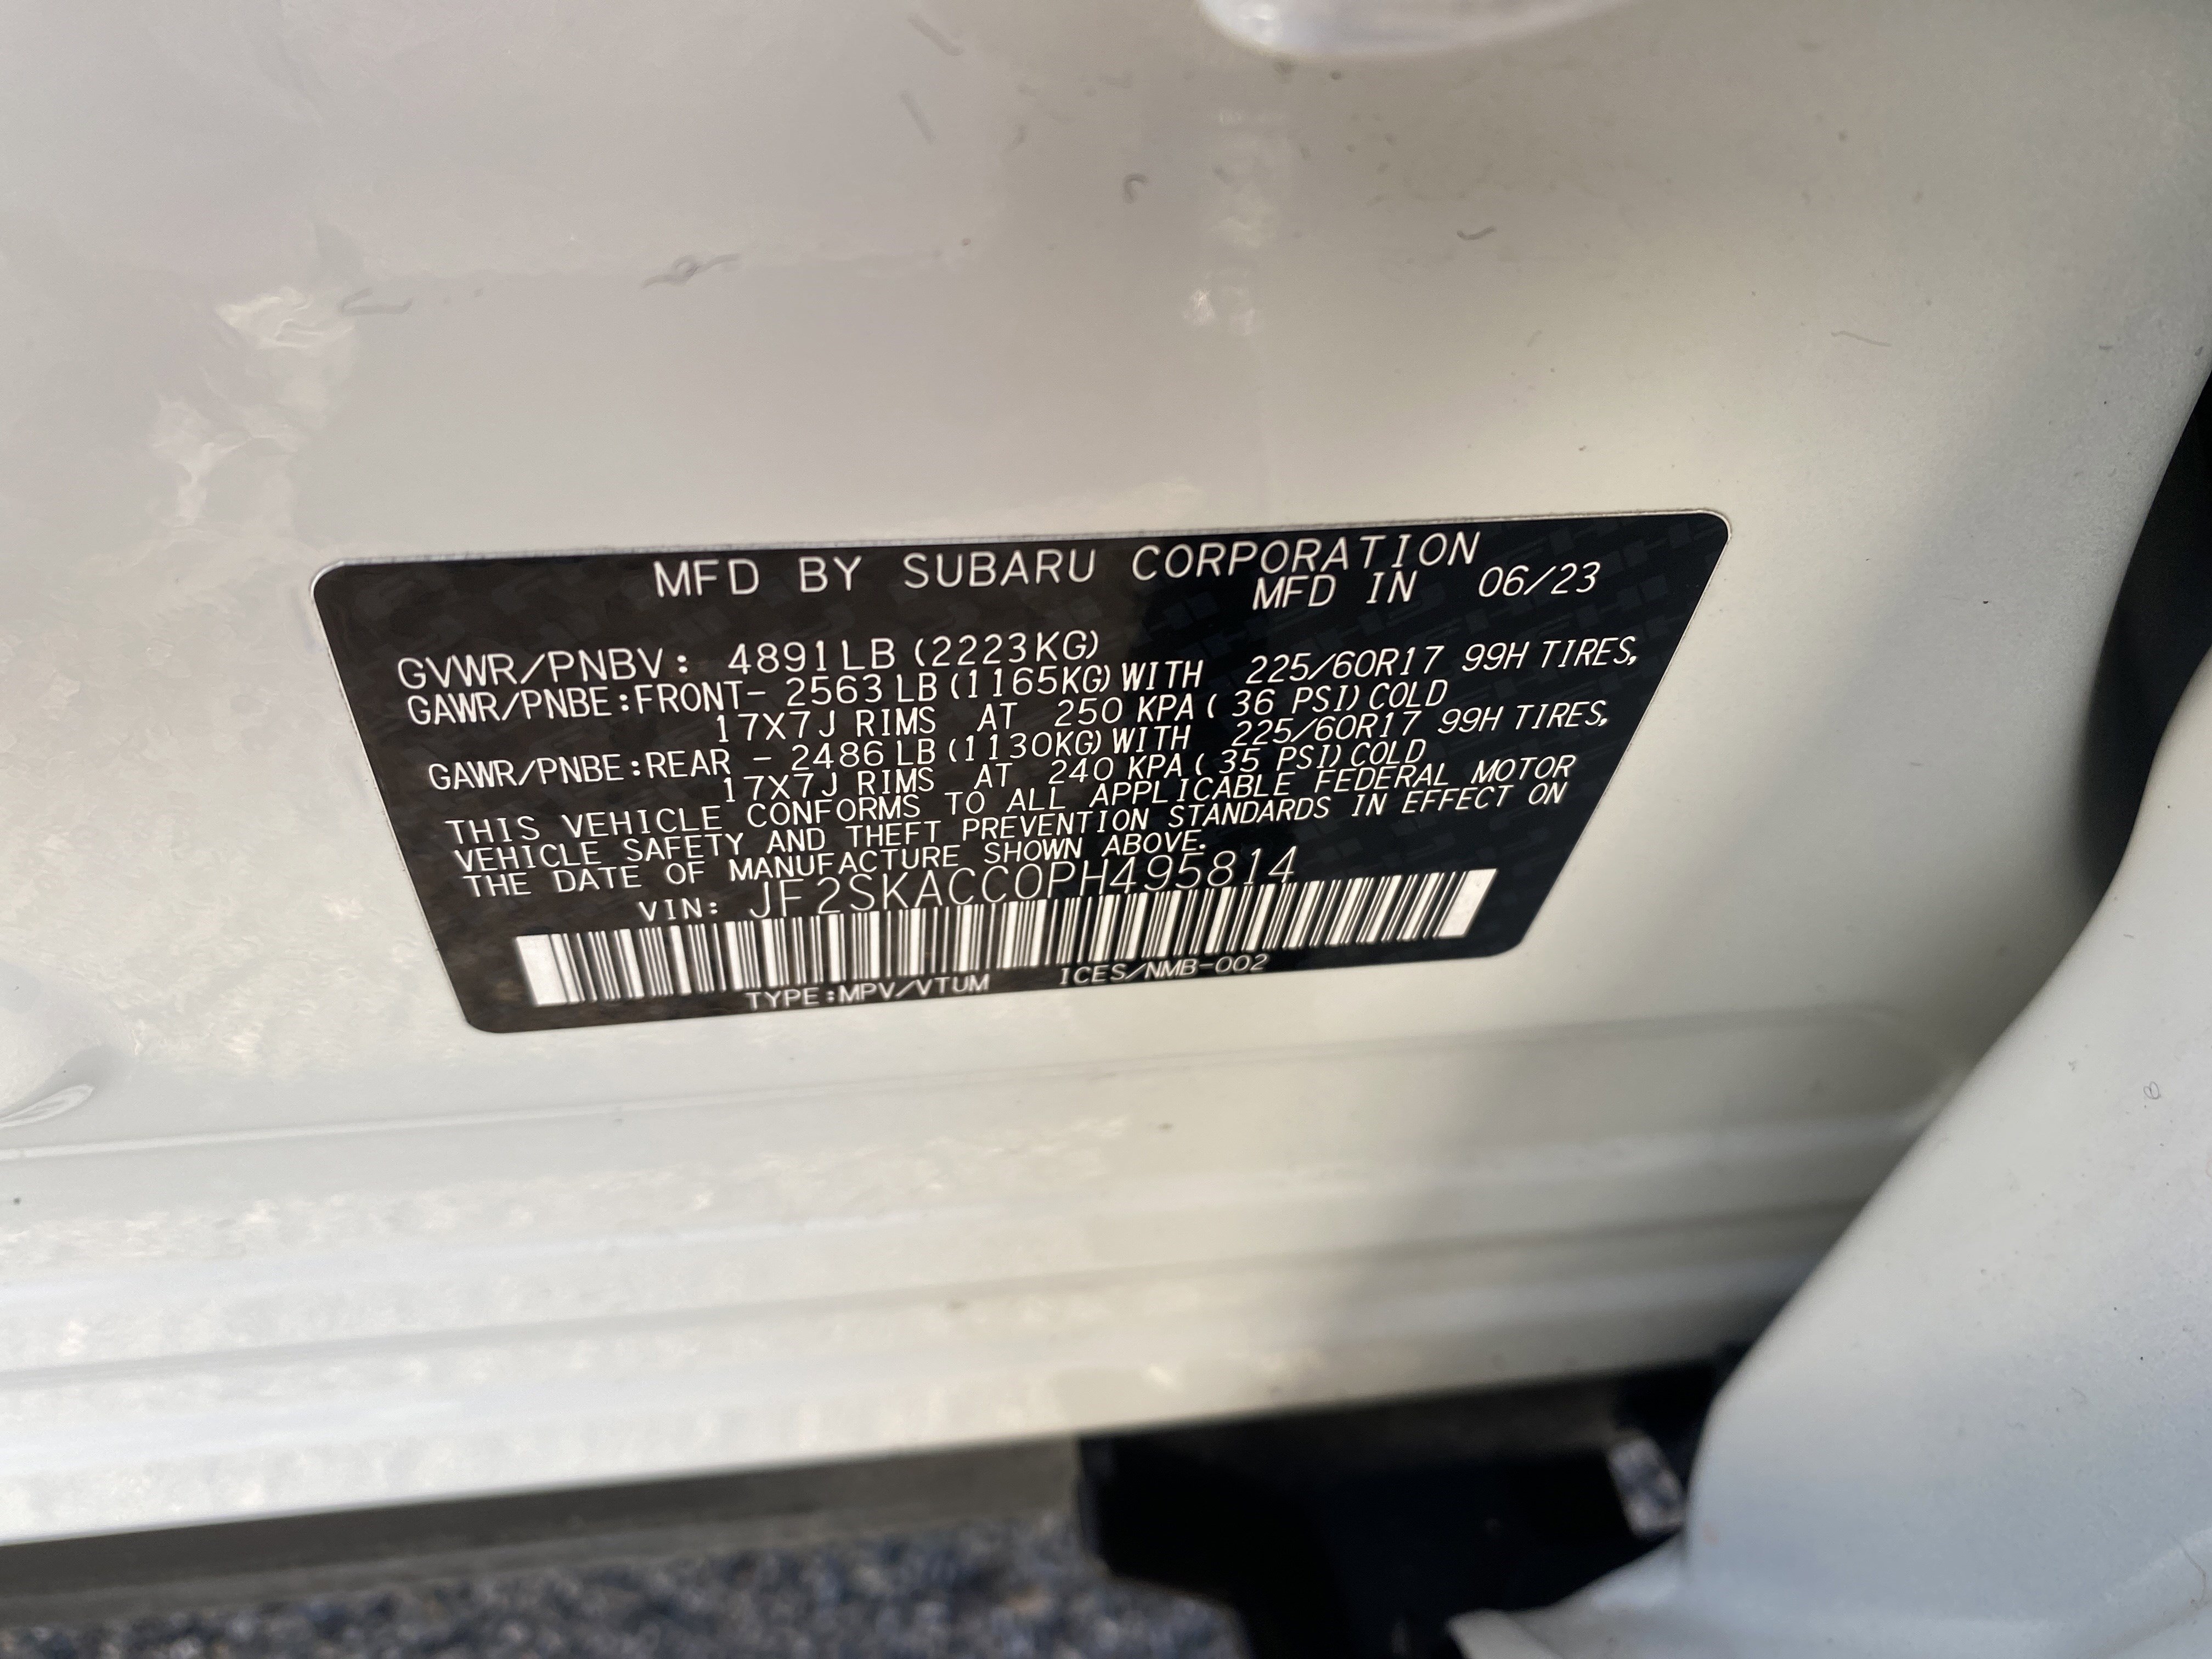 MFD BY SUBARU CORPORATION
MFD IN 06/23
GVWR/PNBV: 4891LB (2223KG)
GAWR/PNBE:FRONT- 2563 LB (1165KG) WITH 225/60R17 99H TIRES,
17X7J RIMS AT 250 KPA ( 36 PSI) COLD
GAWR/PNBE:REAR - 2486 LB (1130KG) WITH 225/60R17 99H TIRES,
17X7J RIMS AT 240 KPA ( 35 PSI) COLD
THIS VEHICLE CONFORMS TO ALL APPLICABLE FEDERAL MOTOR
VEHICLE SAFETY AND THEFT PREVENTION STANDARDS IN EFFECT ON
THE DATE OF MANUFACTURE SHOWN ABOVE.
VIN: JF2SKACC0PH495814
TYPE:MPV/VTUM ICES/NMB-002